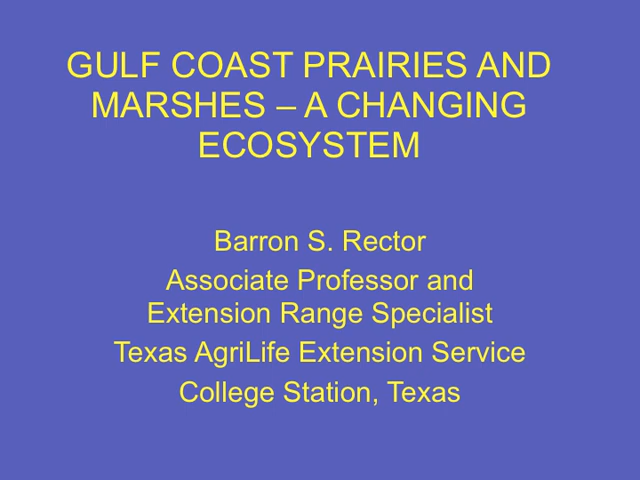 GULF COAST PRAIRIES AND
MARSHES – A CHANGING
ECOSYSTEM
Barron S. Rector
Associate Professor and
Extension Range Specialist
Texas AgriLife Extension Service
College Station, Texas